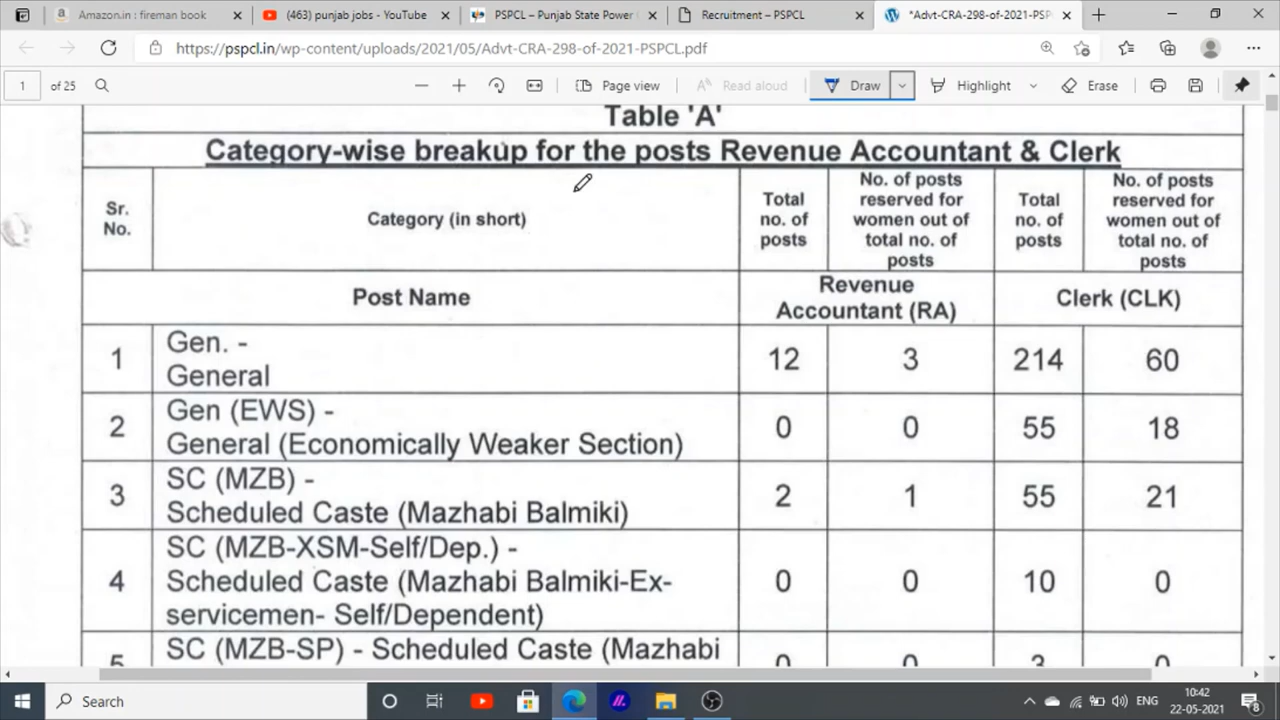 Amazon.in : fireman book
(463) punjab jobs - YouTube
PSPCL – Punjab State Power
Recruitment – PSPCL
*Advt-CRA-298-of-2021-PSPC
https://pspcl.in/wp-content/uploads/2021/05/Advt-CRA-298-of-2021-PSPCL.pdf
1 of 25
Page view
Read aloud
Draw
Highlight
Erase
Table 'A'
Category-wise breakup for the posts Revenue Accountant & Clerk
Sr. No.
Category (in short)
Total no. of posts
No. of posts reserved for women out of total no. of posts
Total no. of posts
No. of posts reserved for women out of total no. of posts
Post Name
Revenue Accountant (RA)
Clerk (CLK)
1
Gen. -
General
12 3 214 60
2
Gen (EWS) -
General (Economically Weaker Section)
0 0 55 18
3
SC (MZB) -
Scheduled Caste (Mazhabi Balmiki)
2 1 55 21
4
SC (MZB-XSM-Self/Dep.) -
Scheduled Caste (Mazhabi Balmiki-Ex-
servicemen- Self/Dependent)
0 0 10 0
5
SC (MZB-SP) - Scheduled Caste (Mazhabi
0 0 3 0
Search
ENG
10:42
22-05-2021
8